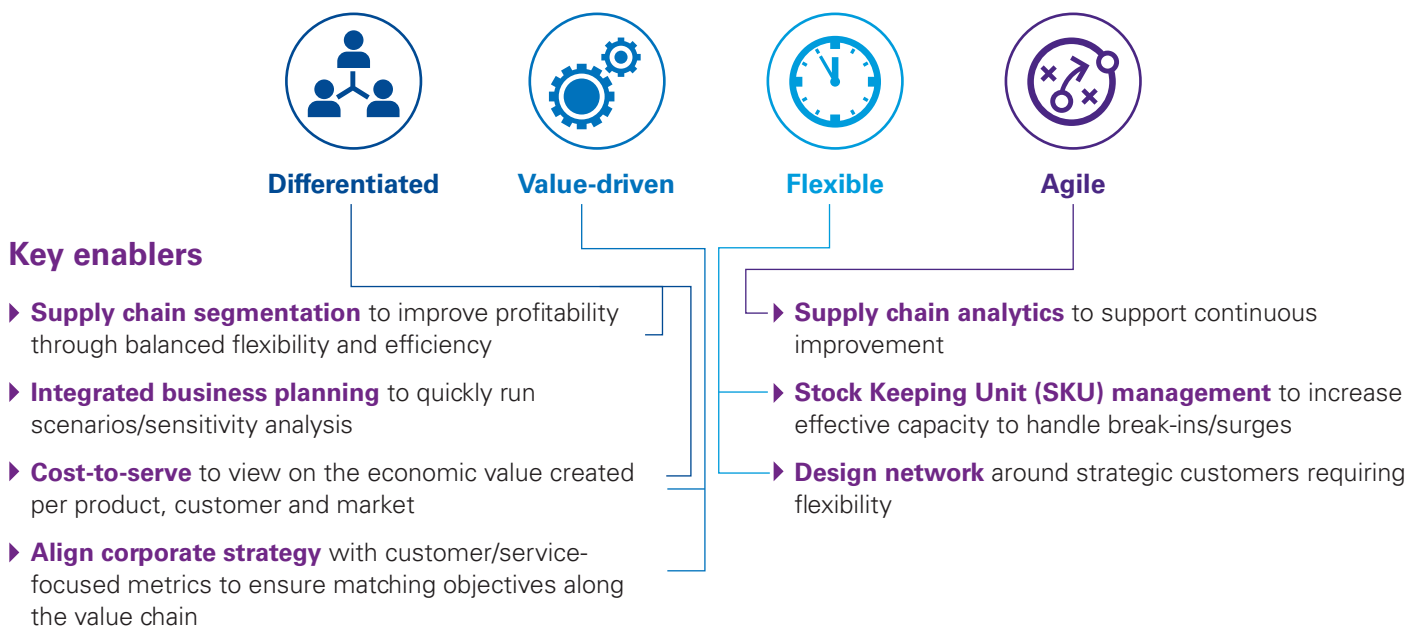 Differentiated
Value-driven
Flexible
Agile
Key enablers
Supply chain segmentation to improve profitability
through balanced flexibility and efficiency
Integrated business planning to quickly run
scenarios/sensitivity analysis
Cost-to-serve to view on the economic value created
per product, customer and market
Align corporate strategy with customer/service-
focused metrics to ensure matching objectives along
the value chain
Supply chain analytics to support continuous
improvement
Stock Keeping Unit (SKU) management to increase
effective capacity to handle break-ins/surges
Design network around strategic customers requiring
flexibility